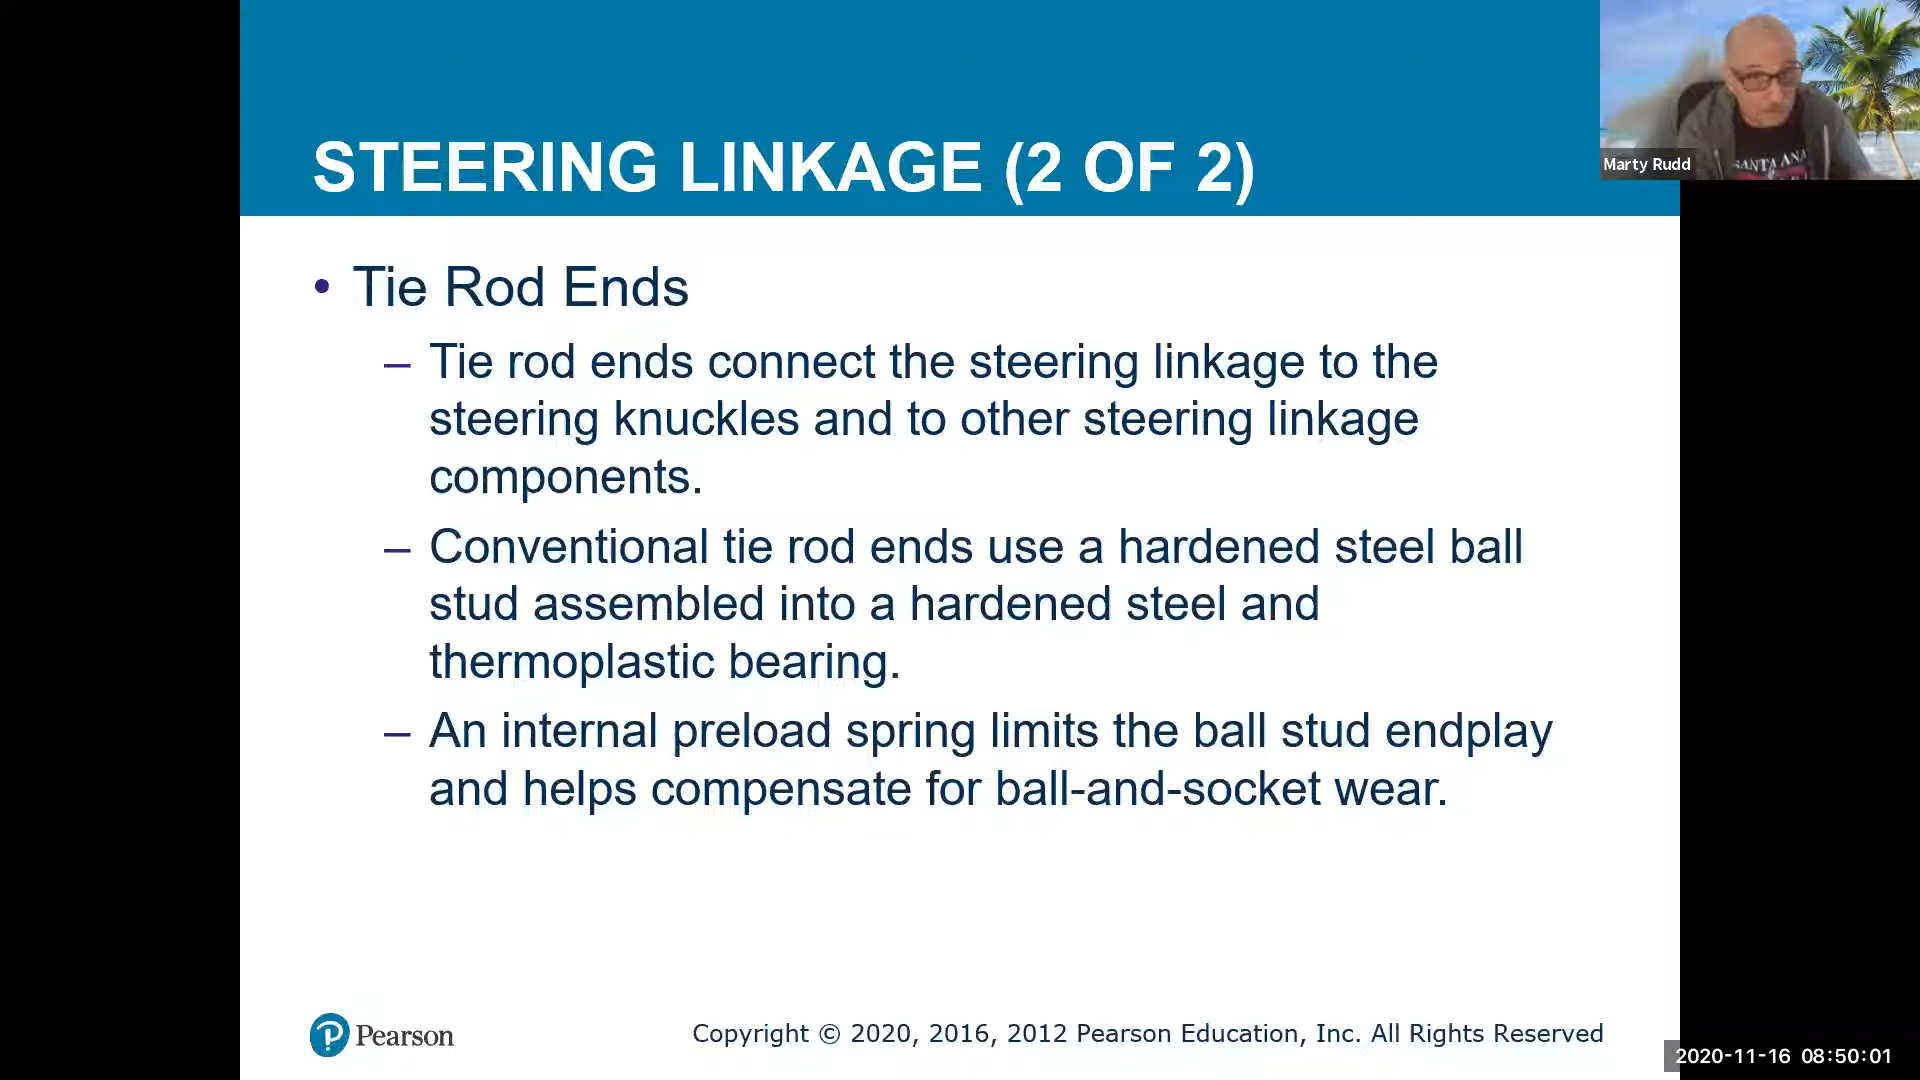 STEERING LINKAGE (2 OF 2)
Marty Rudd
SANTA ANA
• Tie Rod Ends
– Tie rod ends connect the steering linkage to the
steering knuckles and to other steering linkage
components.
– Conventional tie rod ends use a hardened steel ball
stud assembled into a hardened steel and
thermoplastic bearing.
– An internal preload spring limits the ball stud endplay
and helps compensate for ball-and-socket wear.
Pearson
Copyright © 2020, 2016, 2012 Pearson Education, Inc. All Rights Reserved
2020-11-16 08:50:01